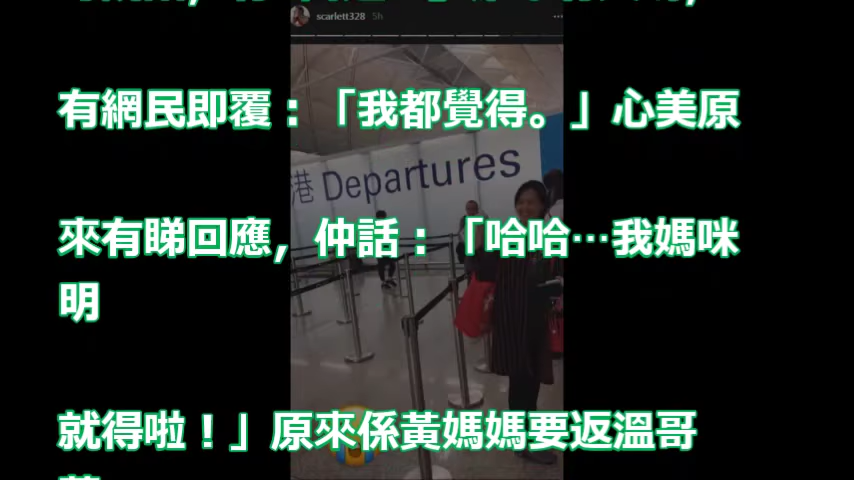 scarlett328 5h
有網民即覆：「我都覺得。」心美原
港 Departures
來有睇回應，仲話：「哈哈…我媽咪
明
就得啦！」原來係黃媽媽要返溫哥